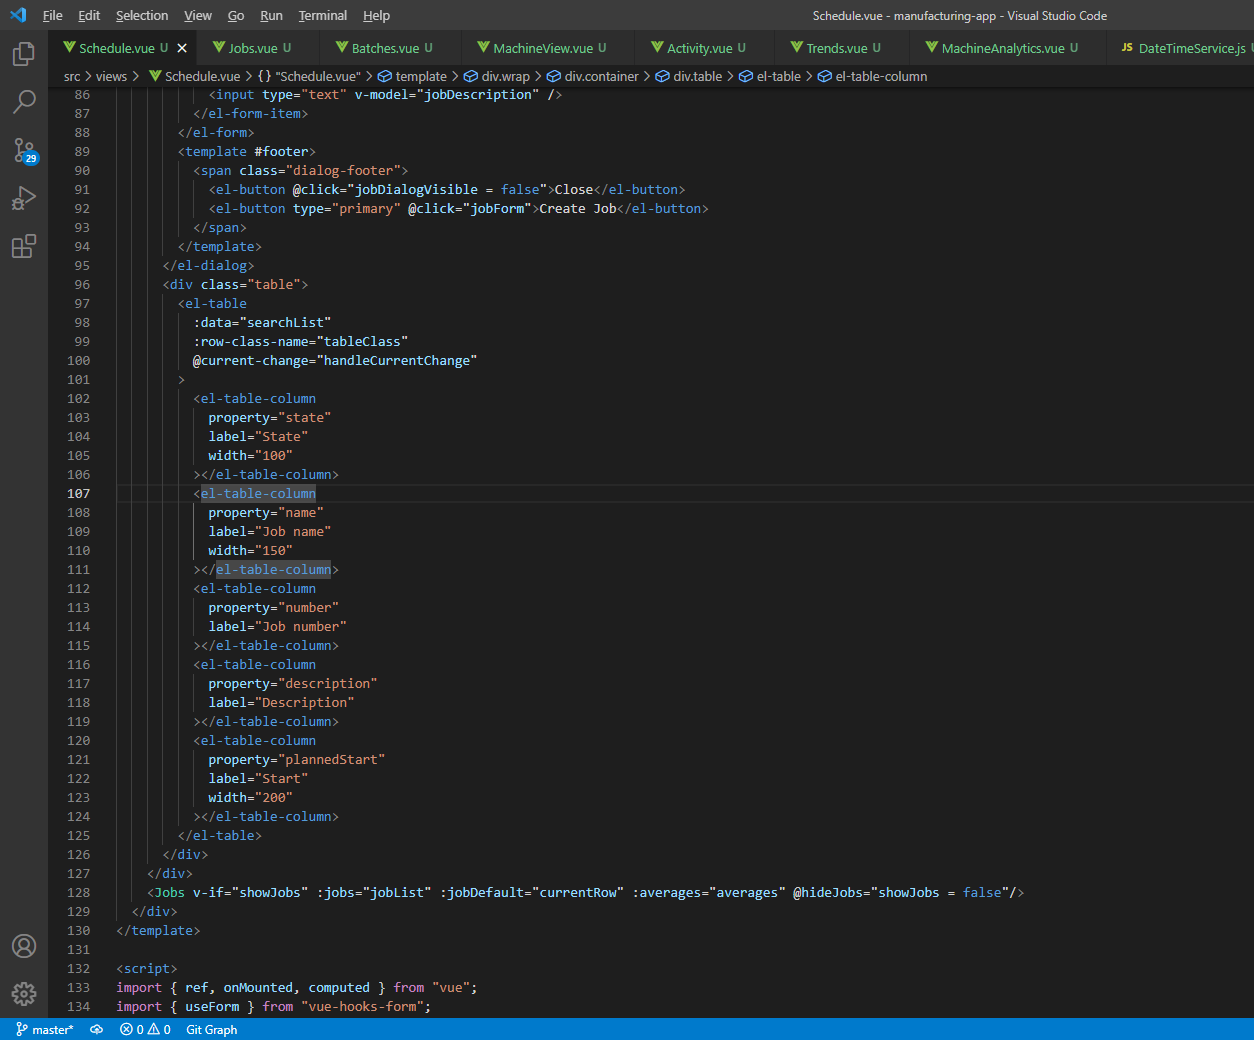 File Edit Selection View Go Run Terminal Help Schedule.vue - manufacturing-app - Visual Studio Code
Schedule.vue U Jobs.vue U Batches.vue U MachineView.vue U Activity.vue U Trends.vue U MachineAnalytics.vue U JS DateTimeService.js U
src > views > Schedule.vue > {} "Schedule.vue" > template > div.wrap > div.container > div.table > el-table > el-table-column
86 <input type="text" v-model="jobDescription" />
87 </el-form-item>
88 </el-form>
89 <template #footer>
90 <span class="dialog-footer">
91 <el-button @click="jobDialogVisible = false">Close</el-button>
92 <el-button type="primary" @click="jobForm">Create Job</el-button>
93 </span>
94 </template>
95 </el-dialog>
96 <div class="table">
97 <el-table
98 :data="searchList"
99 :row-class-name="tableClass"
100 @current-change="handleCurrentChange"
101 >
102 <el-table-column
103 property="state"
104 label="State"
105 width="100"
106 ></el-table-column>
107 <el-table-column
108 property="name"
109 label="Job name"
110 width="150"
111 ></el-table-column>
112 <el-table-column
113 property="number"
114 label="Job number"
115 ></el-table-column>
116 <el-table-column
117 property="description"
118 label="Description"
119 ></el-table-column>
120 <el-table-column
121 property="plannedStart"
122 label="Start"
123 width="200"
124 ></el-table-column>
125 </el-table>
126 </div>
127 </div>
128 <Jobs v-if="showJobs" :jobs="jobList" :jobDefault="currentRow" :averages="averages" @hideJobs="showJobs = false"/>
129 </div>
130 </template>
131
132 <script>
133 import { ref, onMounted, computed } from "vue";
134 import { useForm } from "vue-hooks-form";
29
master* 0 0 Git Graph